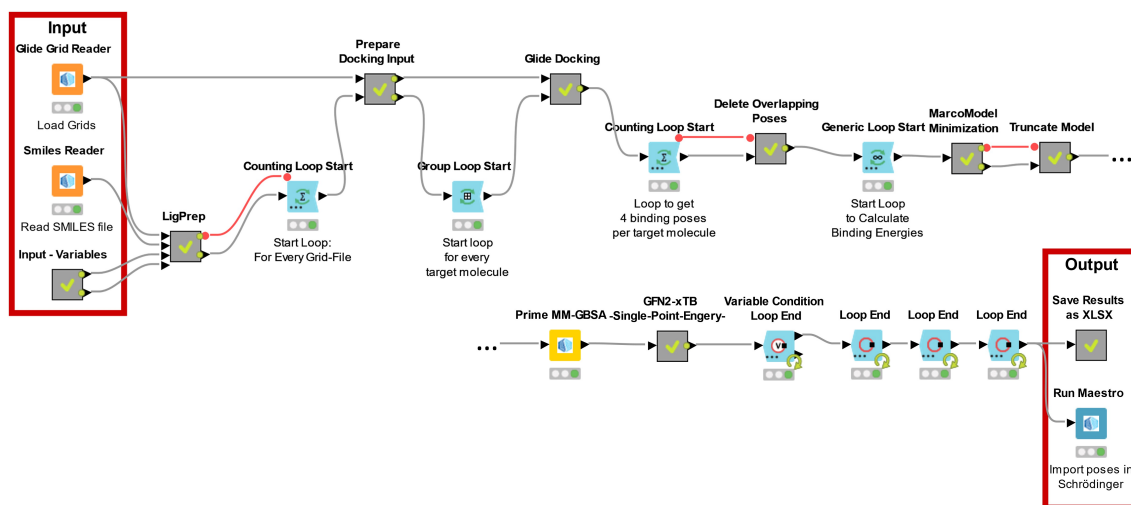 Input
Glide Grid Reader
Load Grids
Smiles Reader
Read SMILES file
Input - Variables
LigPrep
Counting Loop Start
Start Loop:
For Every Grid-File
Prepare
Docking Input
Group Loop Start
Start loop
for every
target molecule
Glide Docking
Counting Loop Start
Loop to get
4 binding poses
per target molecule
Delete Overlapping
Poses
Generic Loop Start
Start Loop
to Calculate
Binding Energies
MarcoModel
Minimization
Truncate Model
...
...
Prime MM-GBSA
GFN2-xTB
-Single-Point-Engery-
Variable Condition
Loop End
Loop End
Loop End
Loop End
Output
Save Results
as XLSX
Run Maestro
Import poses in
Schrödinger